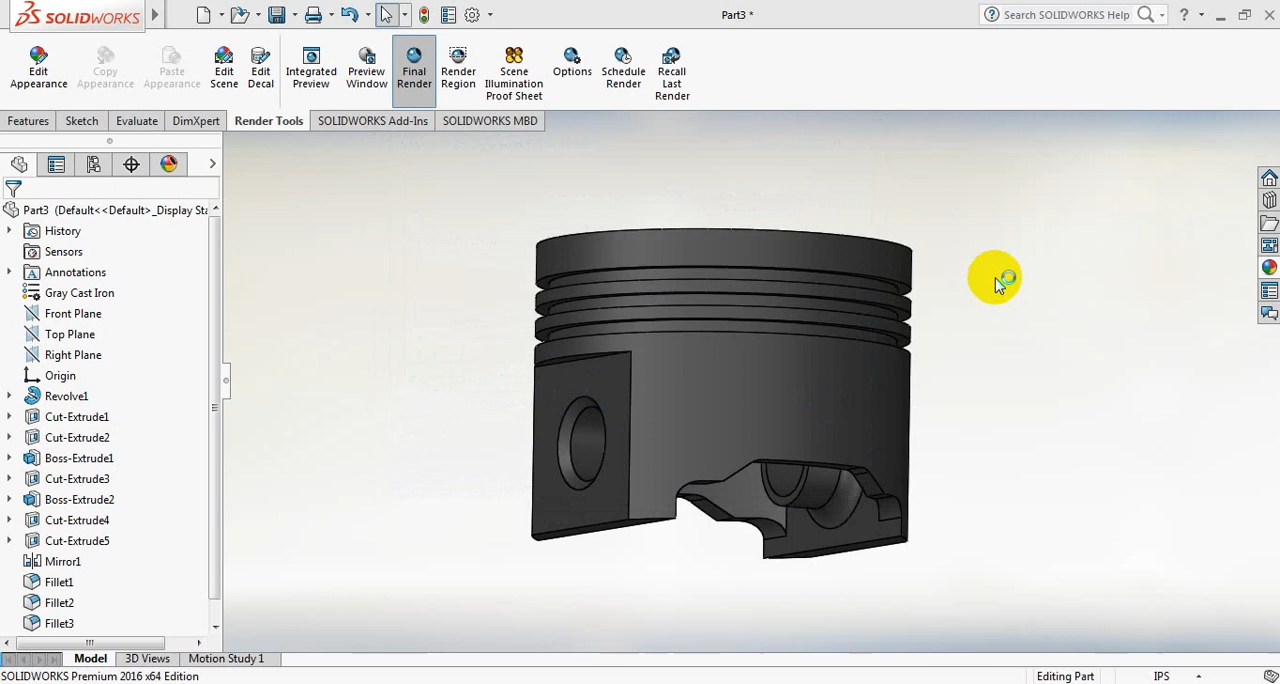 SOLIDWORKS
Part3 *
Search SOLIDWORKS Help
?
Edit Appearance
Copy Appearance
Paste Appearance
Edit Scene
Edit Decal
Integrated Preview
Preview Window
Final Render
Render Region
Scene Illumination Proof Sheet
Options
Schedule Render
Recall Last Render
Features
Sketch
Evaluate
DimXpert
Render Tools
SOLIDWORKS Add-Ins
SOLIDWORKS MBD
Part3 (Default<<Default>_Display Sta
History
Sensors
Annotations
Gray Cast Iron
Front Plane
Top Plane
Right Plane
Origin
Revolve1
Cut-Extrude1
Cut-Extrude2
Boss-Extrude1
Cut-Extrude3
Boss-Extrude2
Cut-Extrude4
Cut-Extrude5
Mirror1
Fillet1
Fillet2
Fillet3
Model
3D Views
Motion Study 1
SOLIDWORKS Premium 2016 x64 Edition
Editing Part
IPS